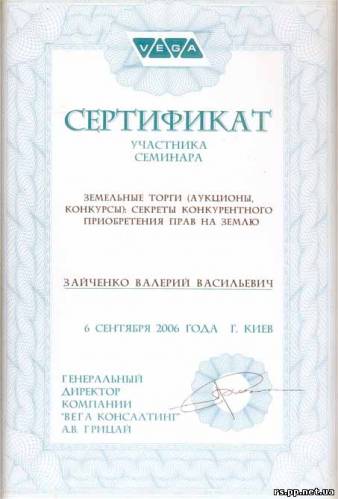 VEGA
СЕРТИФИКАТ
УЧАСТНИКА
СЕМИНАРА
ЗЕМЕЛЬНЫЕ ТОРГИ (АУКЦИОНЫ,
КОНКУРСЫ): СЕКРЕТЫ КОНКУРЕНТНОГО
ПРИОБРЕТЕНИЯ ПРАВ НА ЗЕМЛЮ
ЗАЙЧЕНКО ВАЛЕРИЙ ВАСИЛЬЕВИЧ
6 СЕНТЯБРЯ 2006 ГОДА Г. КИЕВ
ГЕНЕРАЛЬНЫЙ
ДИРЕКТОР
КОМПАНИИ
"ВЕГА КОНСАЛТИНГ"
А.В. ГРИЦАЙ
rs.pp.net.ua